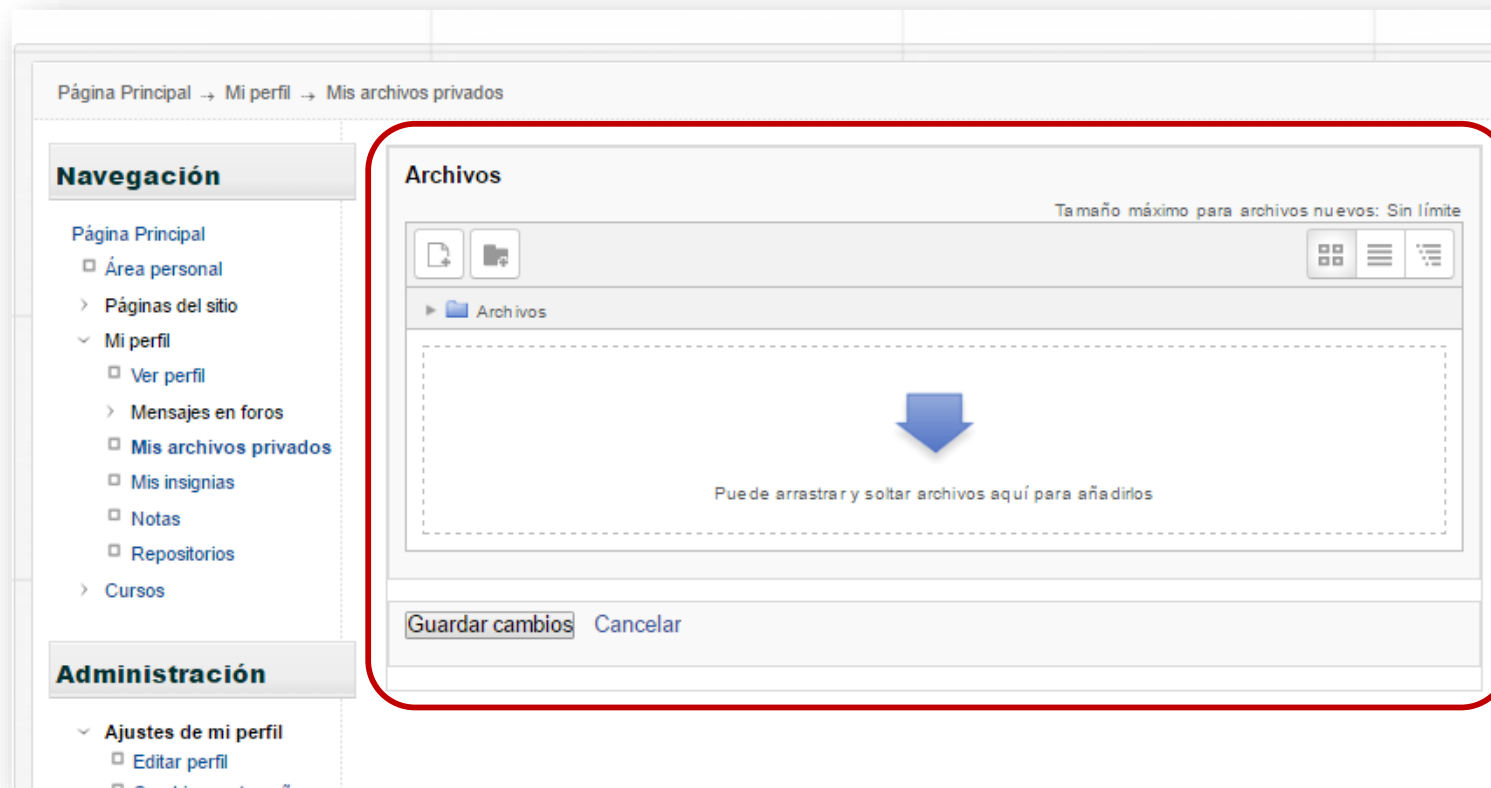 Página Principal → Mi perfil → Mis archivos privados
Navegación
Página Principal
Área personal
Páginas del sitio
Mi perfil
Ver perfil
Mensajes en foros
Mis archivos privados
Mis insignias
Notas
Repositorios
Cursos
Administración
Ajustes de mi perfil
Editar perfil
Archivos
Tamaño máximo para archivos nuevos: Sin límite
Archivos
Puede arrastrar y soltar archivos aquí para añadirlos
Guardar cambios Cancelar